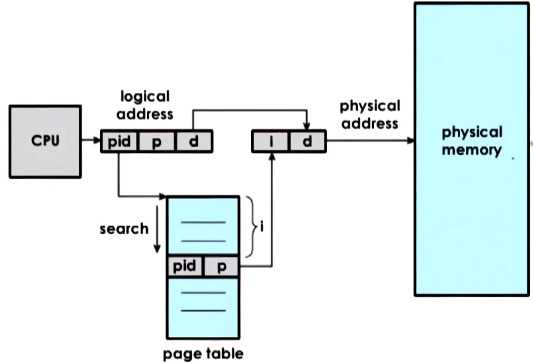 logical
address
CPU
pid p d
I d
physical
address
physical
memory
search
i
pid p
page table